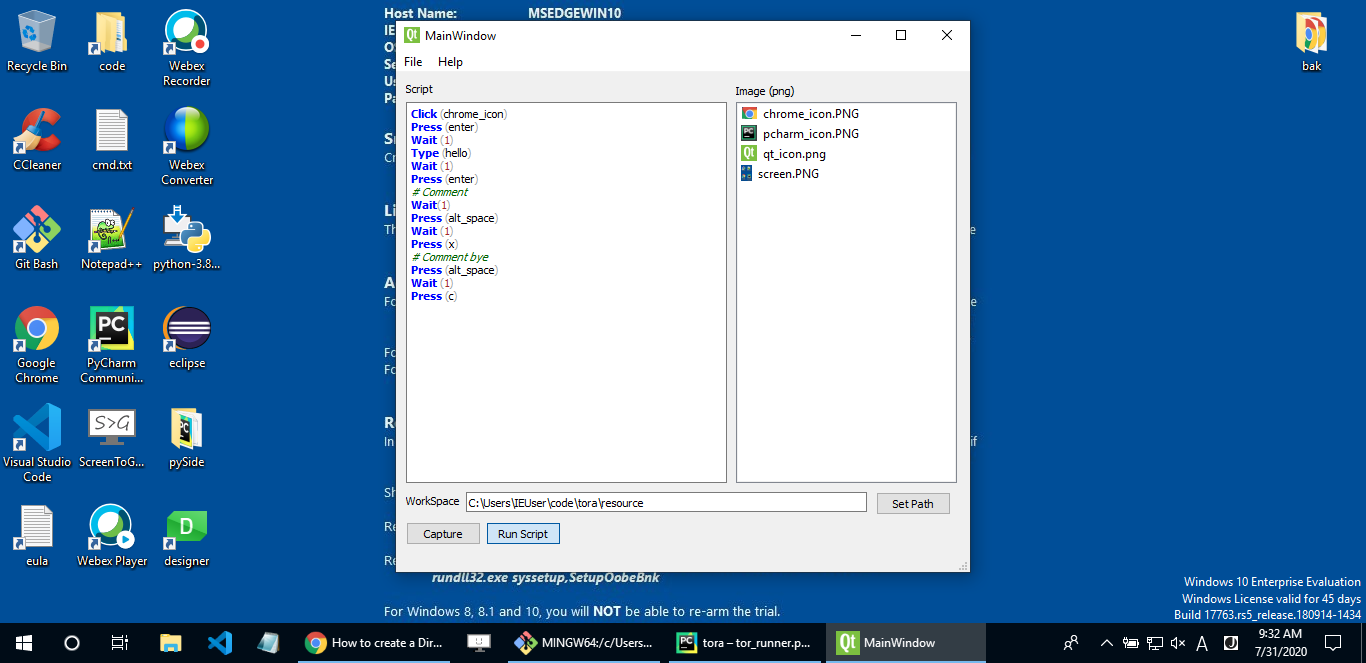 Recycle Bin
code
Webex
Recorder
CCleaner
cmd.txt
Webex
Converter
Git Bash
Notepad++
python-3.8...
Google
Chrome
PyCharm
Communi...
eclipse
Visual Studio
Code
ScreenToG...
pySide
eula
Webex Player
designer
bak
Host Name: MSEDGEWIN10
MainWindow
File Help
Script
Click (chrome_icon)
Press (enter)
Wait (1)
Type (hello)
Wait (1)
Press (enter)
# Comment
Wait(1)
Press (alt_space)
Wait (1)
Press (x)
# Comment bye
Press (alt_space)
Wait (1)
Press (c)
Image (png)
chrome_icon.PNG
pcharm_icon.PNG
qt_icon.png
screen.PNG
WorkSpace C:\Users\IEUser\code\tora\resource Set Path
Capture Run Script
rundll32.exe syssetup,SetupOobeBnk
For Windows 8, 8.1 and 10, you will NOT be able to re-arm the trial.
Windows 10 Enterprise Evaluation
Windows License valid for 45 days
Build 17763.rs5_release.180914-1434
How to create a Dir...
MINGW64:/c/Users...
tora – tor_runner.p...
MainWindow
9:32 AM
7/31/2020